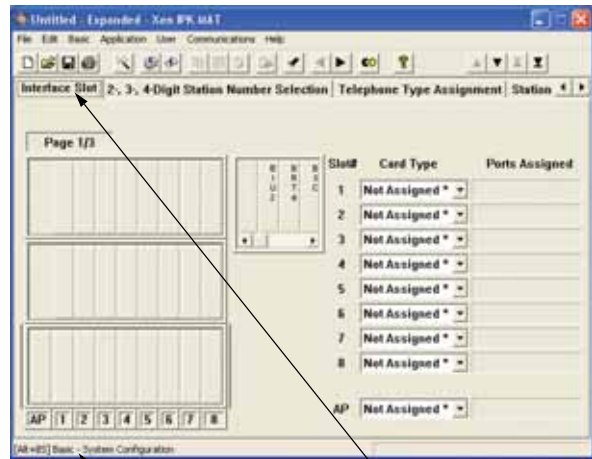 Untitled - Expanded - Xen IPK MAT
File Edit Basic Application User Communications Help
Interface Slot 2-, 3-, 4-Digit Station Number Selection Telephone Type Assignment Station
Page 1/3
Slot# Card Type Ports Assigned
1 Not Assigned *
2 Not Assigned *
3 Not Assigned *
4 Not Assigned *
5 Not Assigned *
6 Not Assigned *
7 Not Assigned *
8 Not Assigned *
AP Not Assigned *
AP 1 2 3 4 5 6 7 8
[Alt+BS] Basic - System Configuration